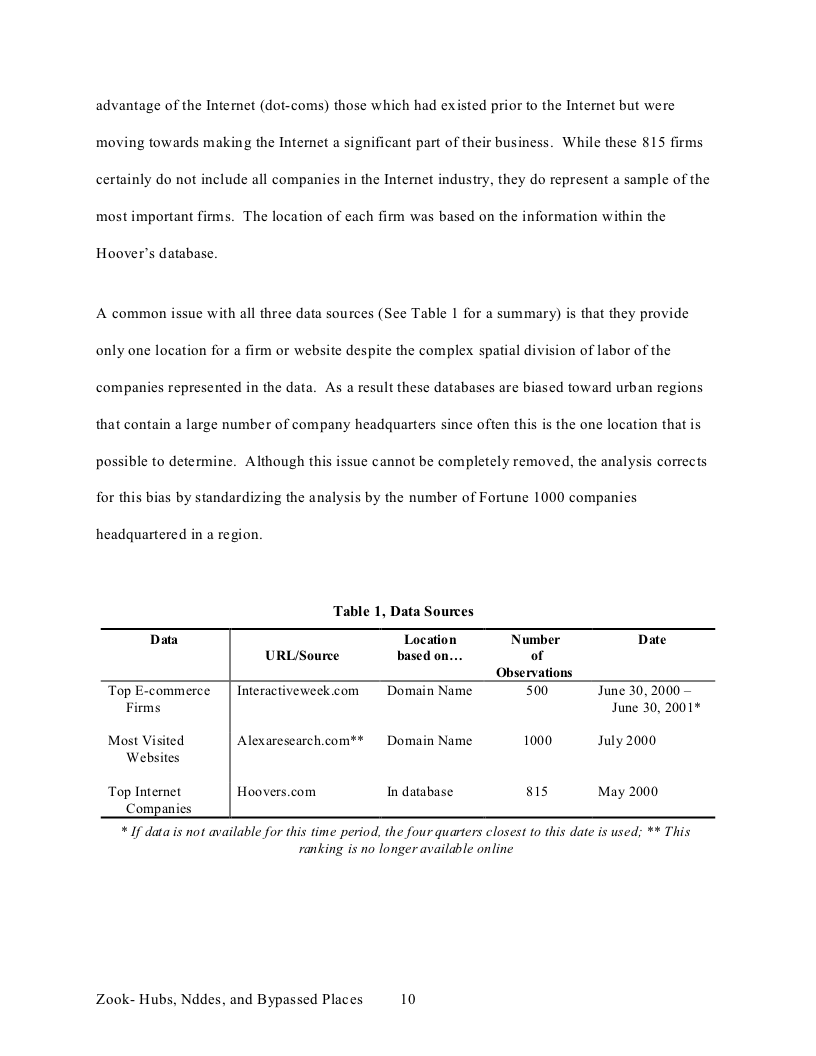 advantage of the Internet (dot-coms) those which had existed prior to the Internet but were
moving towards making the Internet a significant part of their business.  While these 815 firms
certainly do not include all companies in the Internet industry, they do represent a sample of the
most important firms.  The location of each firm was based on the information within the
Hoover's database.
A common issue with all three data sources (See Table 1 for a summary) is that they provide
only one location for a firm or website despite the complex spatial division of labor of the
companies represented in the data.  As a result these databases are biased toward urban regions
that contain a large number of company headquarters since often this is the one location that is
possible to determine.  Although this issue cannot be completely removed, the analysis corrects
for this bias by standardizing the analysis by the number of Fortune 1000 companies
headquartered in a region.
Table 1, Data Sources
Data URL/Source Location based on… Number of Observations Date
Top E-commerce Interactiveweek.com Domain Name 500 June 30, 2000 –
Firms June 30, 2001*
Most Visited Alexaresearch.com** Domain Name 1000 July 2000
Websites
Top Internet Hoovers.com In database 815 May 2000
Companies
* If data is not available for this time period, the four quarters closest to this date is used; ** This
ranking is no longer available online
Zook- Hubs, Nddes, and Bypassed Places 10